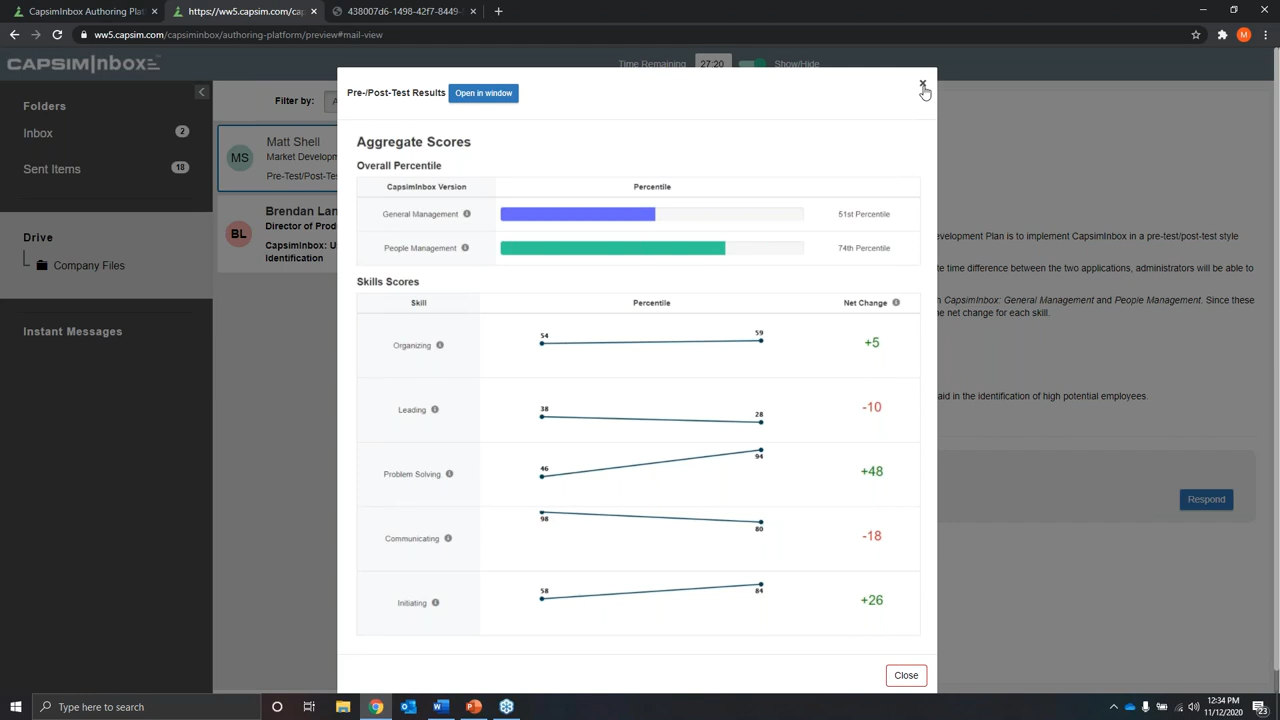 CapsimInbox Authoring Plat
https://ww5.capsim.com/cap
438007d6-1498-42f7-8449-
ww5.capsim.com/capsiminbox/authoring-platform/preview#mail-view
M
CAPSIMINBOX
Time Remaining 27:20 Show/Hide
Folders
Inbox 2
Sent Items 18
Drive
Company Files
Instant Messages
Filter by: A
MS
Matt Shell
Market Developm
Pre-Test/Post-Tes
BL
Brendan Lan
Director of Prod
CapsimInbox: U
Identification
Pre-/Post-Test Results Open in window
×
Aggregate Scores
Overall Percentile
CapsimInbox Version Percentile
General Management 51st Percentile
People Management 74th Percentile
Skills Scores
Skill Percentile Net Change
Organizing 54 59 +5
Leading 38 28 -10
Problem Solving 46 94 +48
Communicating 98 80 -18
Initiating 58 84 +26
Close
evelopment Plan is to implement CapsimInbox in a pre-test/post-test style
e time difference between the two applications, administrators will be able to
n CapsimInbox: General Management and People Management. Since these
he net change for each skill.
aid in the identification of high potential employees.
Respond
Type here to search
12:34 PM
11/12/2020